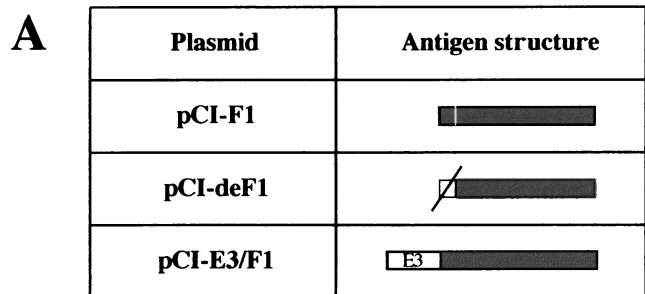 A
Plasmid Antigen structure
pCI-F1
pCI-deF1
pCI-E3/F1 E3